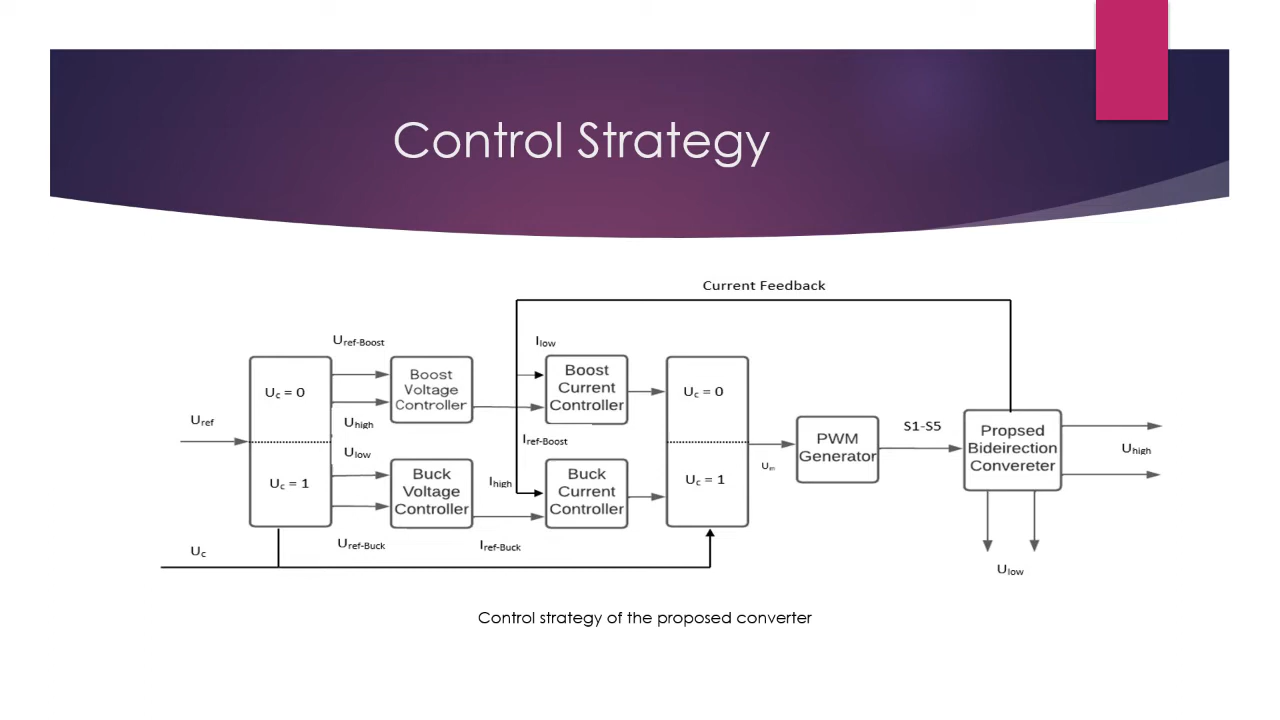 Control Strategy
Current Feedback
Uref-Boost
Ilow
Uc = 0
Boost
Voltage
Controller
Boost
Current
Controller
Uc = 0
Uref
Uhigh
Iref-Boost
Ulow
Uc = 1
Buck
Voltage
Controller
Ihigh
Buck
Current
Controller
Uc = 1
Um
PWM
Generator
S1-S5
Propsed
Bideirection
Convereter
Uhigh
Uref-Buck
Iref-Buck
Uc
Ulow
Control strategy of the proposed converter